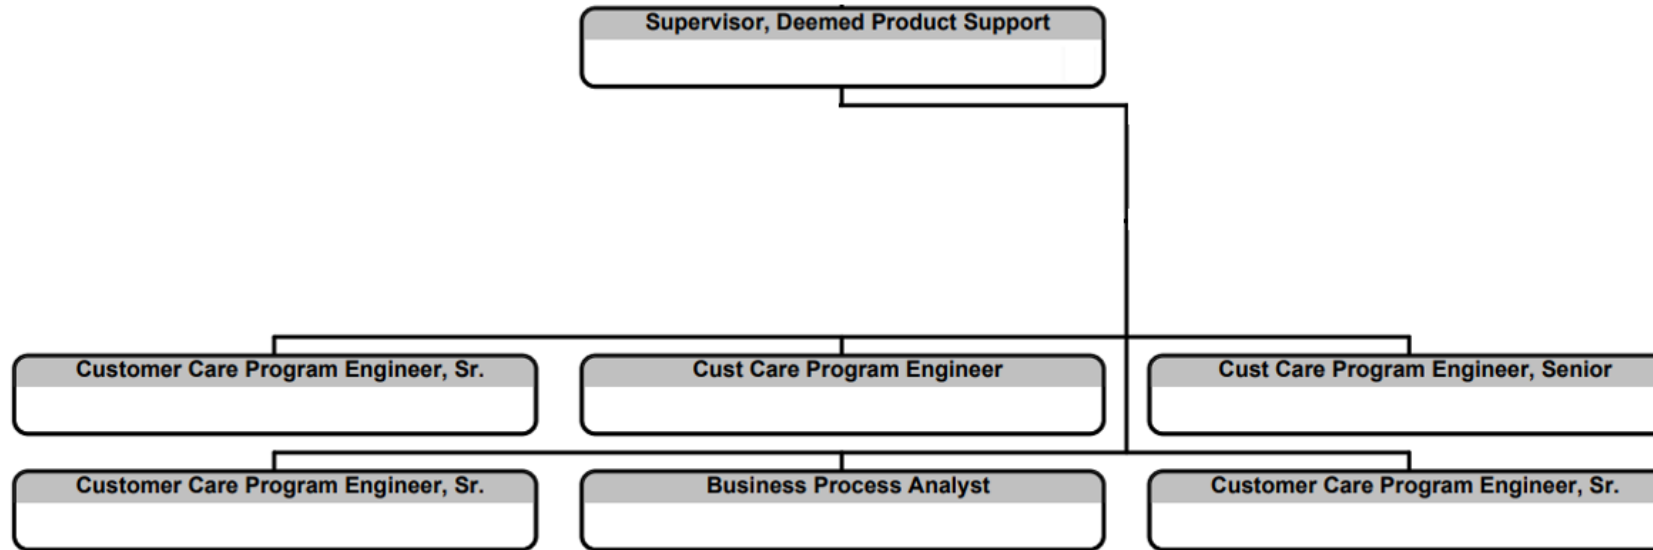 Supervisor, Deemed Product Support
Customer Care Program Engineer, Sr.
Cust Care Program Engineer
Cust Care Program Engineer, Senior
Customer Care Program Engineer, Sr.
Business Process Analyst
Customer Care Program Engineer, Sr.